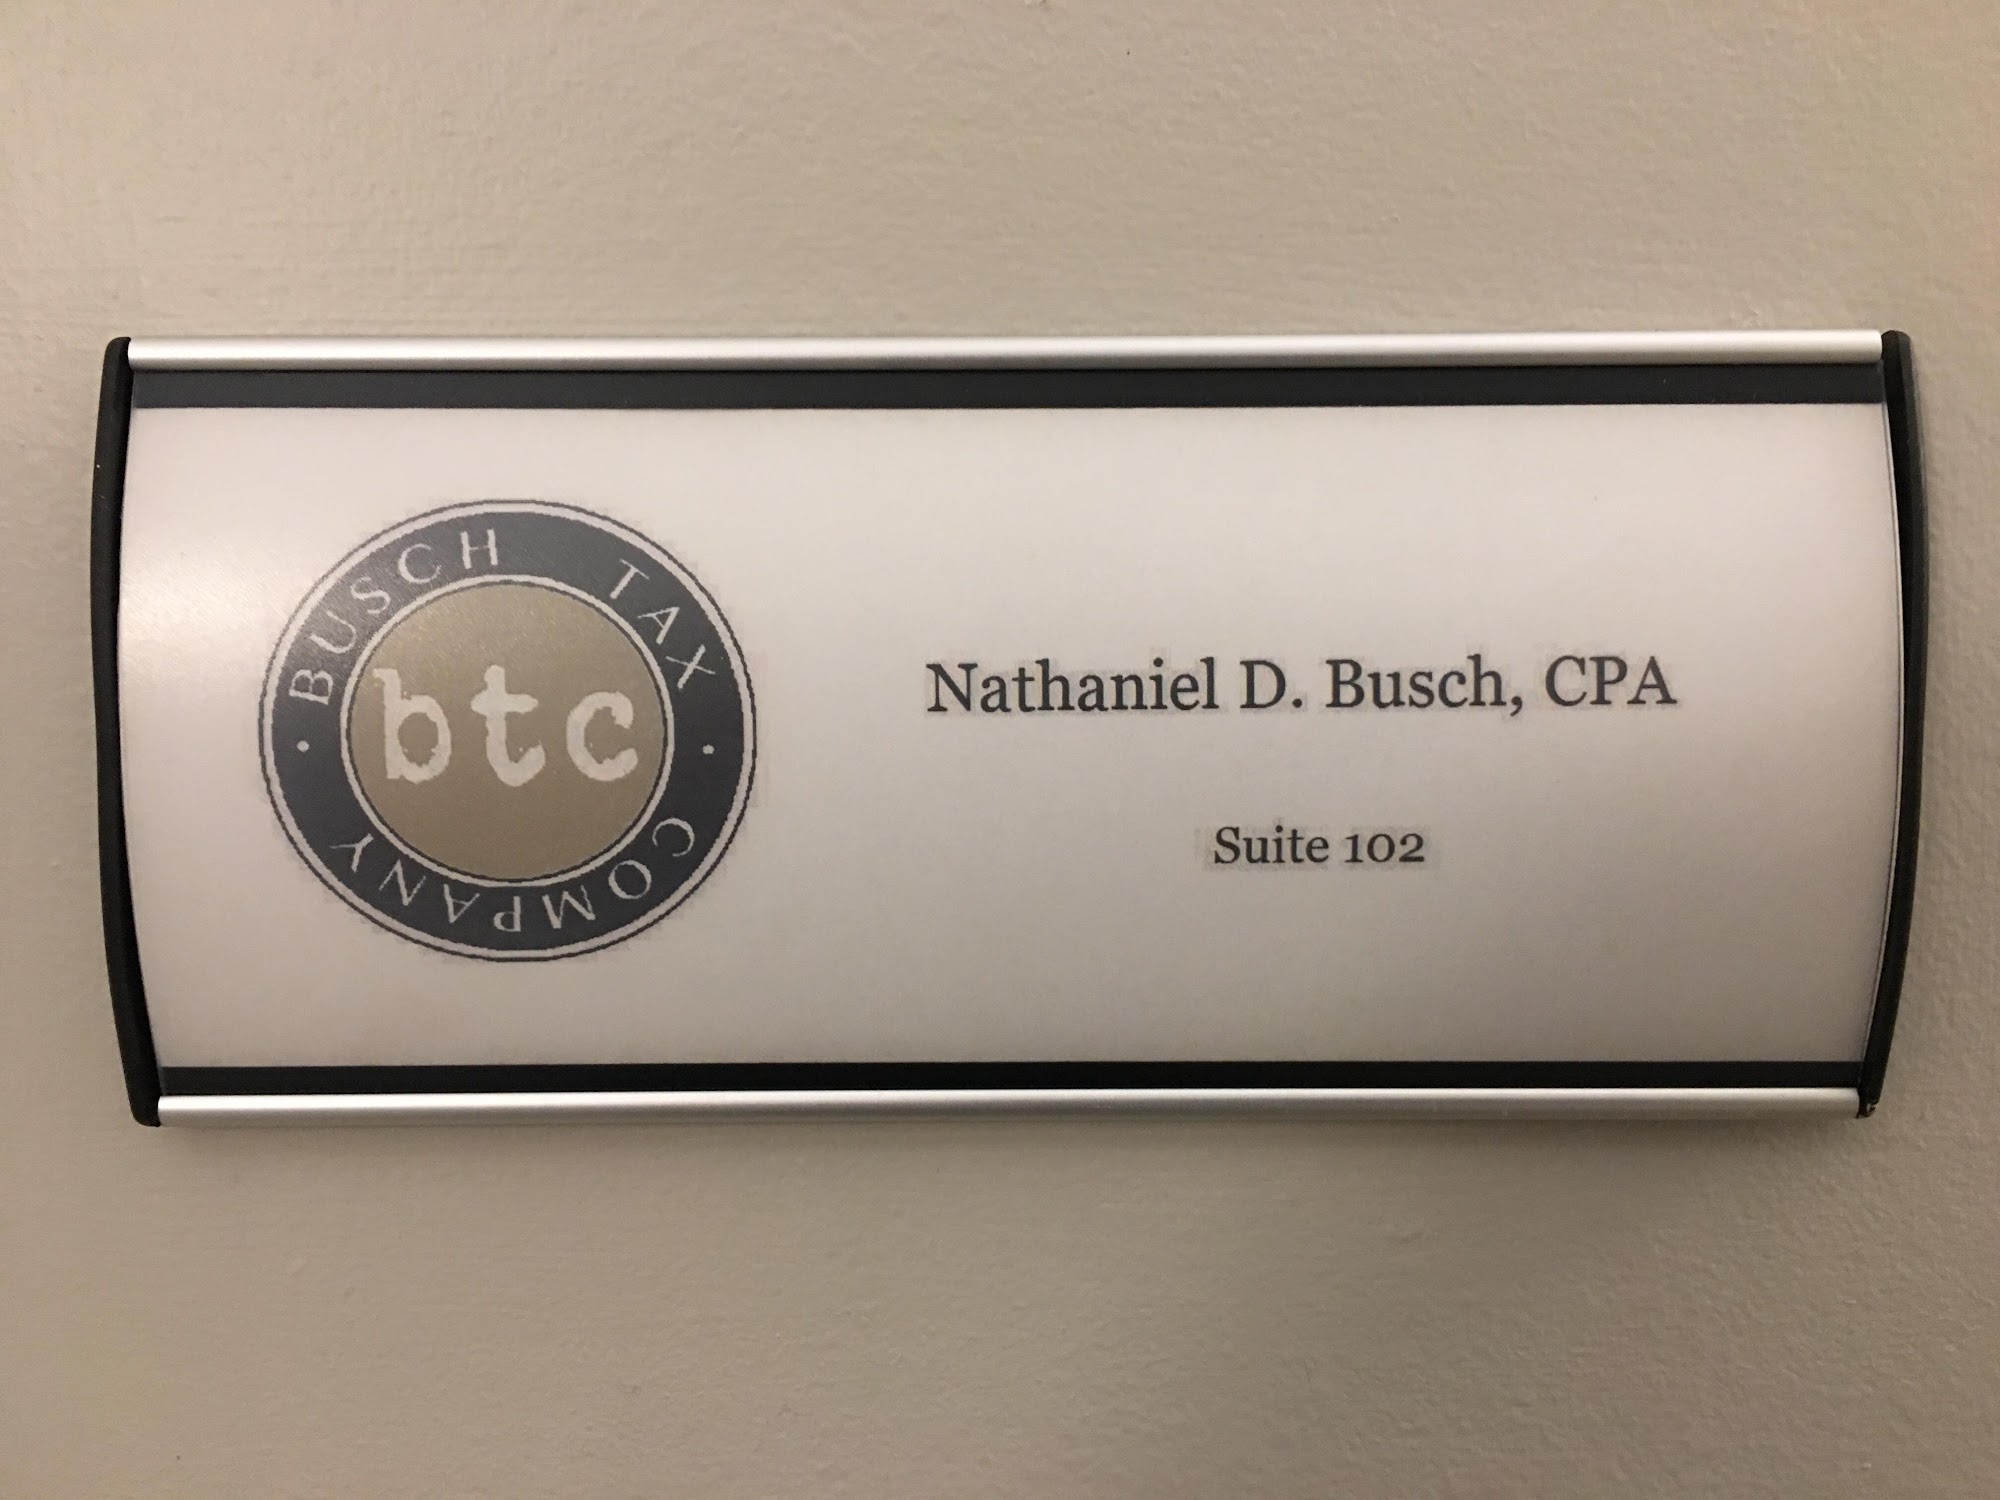 BUSCH TAX
btc
COMPANY
Nathaniel D. Busch, CPA
Suite 102